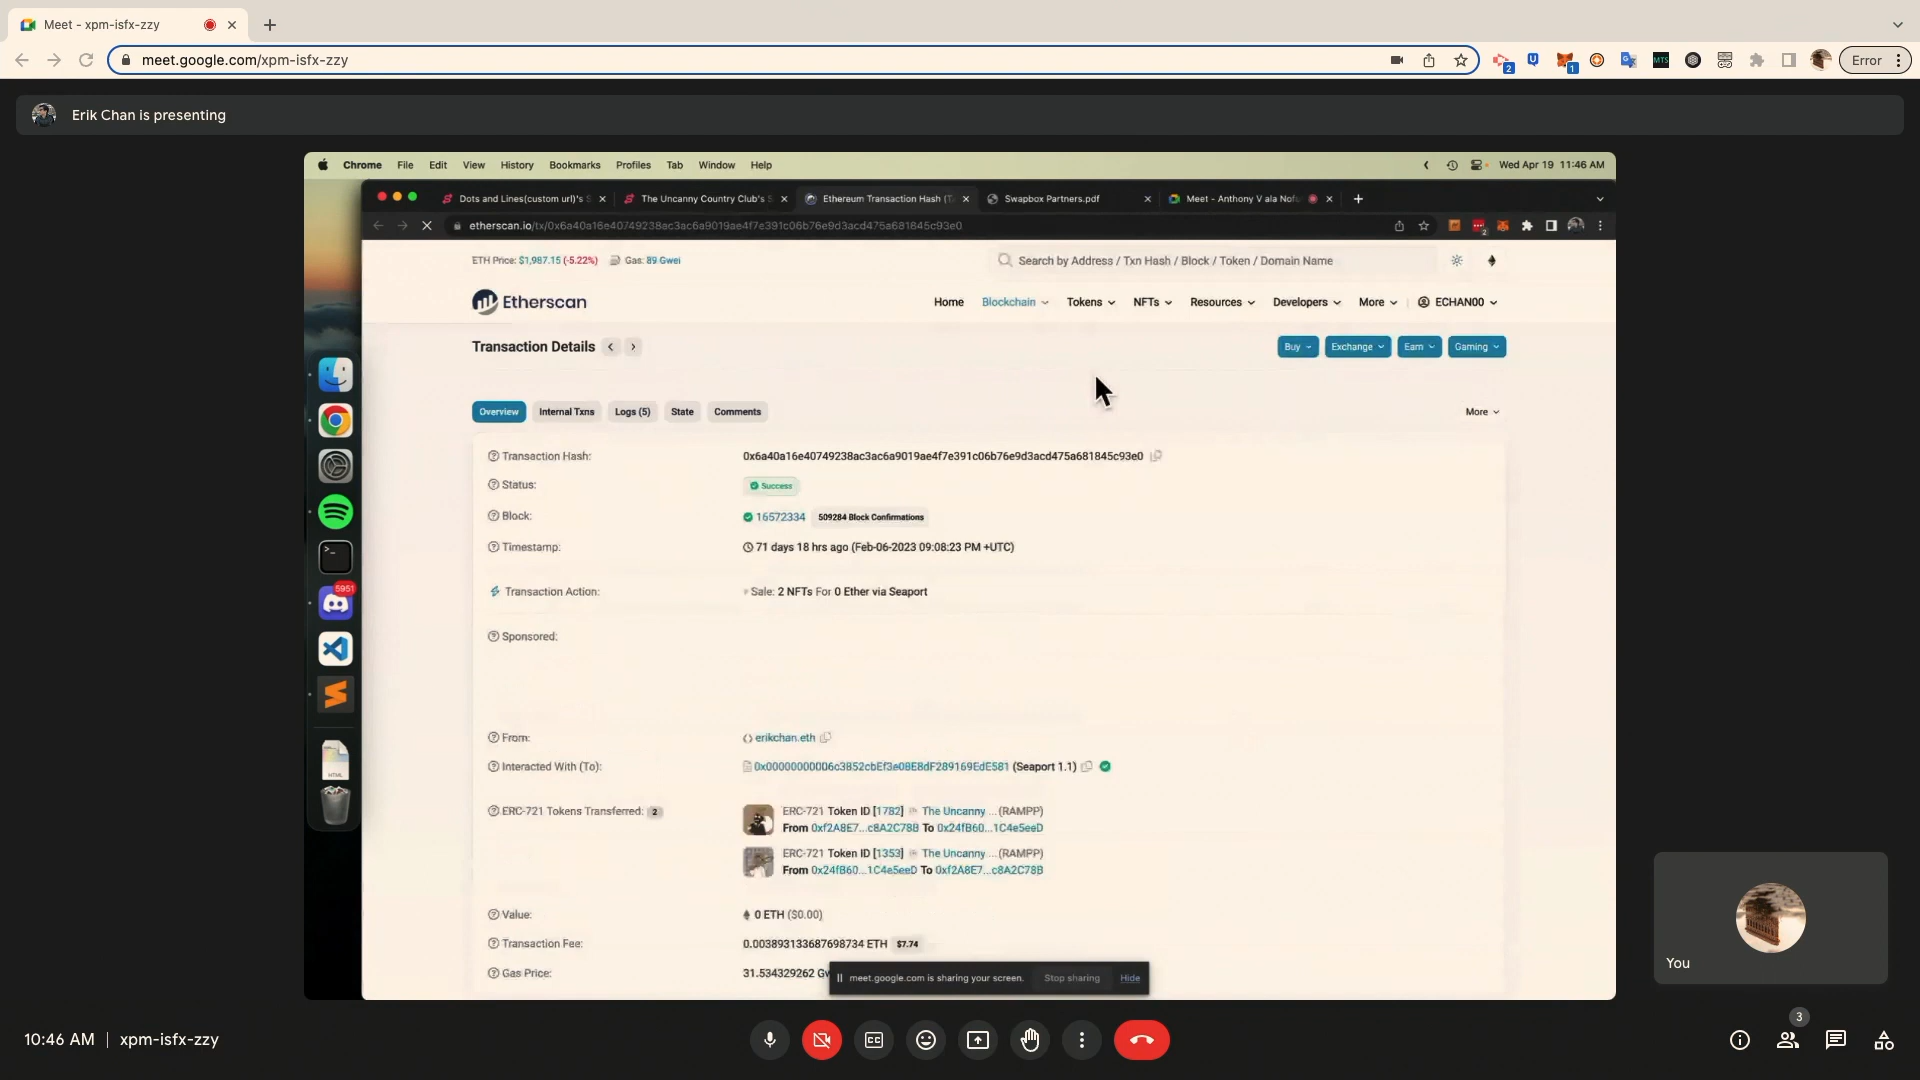 Meet - xpm-isfx-zzy
meet.google.com/xpm-isfx-zzy
2
1
MTS
Error
Erik Chan is presenting
Chrome File Edit View History Bookmarks Profiles Tab Window Help
Wed Apr 19 11:46 AM
Dots and Lines(custom url)'s S
The Uncanny Country Club's S
Ethereum Transaction Hash (T
Swapbox Partners.pdf
Meet - Anthony V ala Nofu
etherscan.io/tx/0x6a40a16e40749238ac3ac6a9019ae4f7e391c06b76e9d3acd475a681845c93e0
ETH Price: $1,987.15 (-5.22%) Gas: 89 Gwei
Search by Address / Txn Hash / Block / Token / Domain Name
Etherscan
Home Blockchain Tokens NFTs Resources Developers More ECHAN00
Transaction Details
Buy Exchange Earn Gaming
Overview Internal Txns Logs (5) State Comments
More
Transaction Hash: 0x6a40a16e40749238ac3ac6a9019ae4f7e391c06b76e9d3acd475a681845c93e0
Status: Success
Block: 16572334 509284 Block Confirmations
Timestamp: 71 days 18 hrs ago (Feb-06-2023 09:08:23 PM +UTC)
Transaction Action: Sale: 2 NFTs For 0 Ether via Seaport
5951
Sponsored:
From: erikchan.eth
Interacted With (To): 0x00000000006c3852cbEf3e08E8dF289169EdE581 (Seaport 1.1)
ERC-721 Tokens Transferred: 2
ERC-721 Token ID [1782] The Uncanny ... (RAMPP)
From 0xf2A8E7...c8A2C78B To 0x24fB60...1C4e5eeD
ERC-721 Token ID [1353] The Uncanny ... (RAMPP)
From 0x24fB60...1C4e5eeD To 0xf2A8E7...c8A2C78B
HTML
Value: 0 ETH ($0.00)
Transaction Fee: 0.003893133687698734 ETH $7.74
Gas Price: 31.534329262 Gw
meet.google.com is sharing your screen. Stop sharing Hide
You
10:46 AM | xpm-isfx-zzy
3